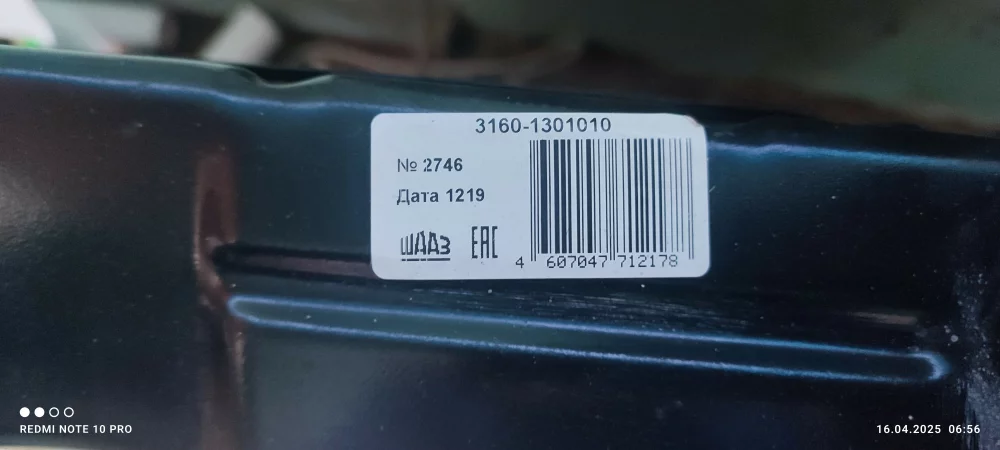 3160-1301010
№ 2746
Дата 1219
ШААЗ EAC
4 607047 712178
REDMI NOTE 10 PRO
16.04.2025 06:56